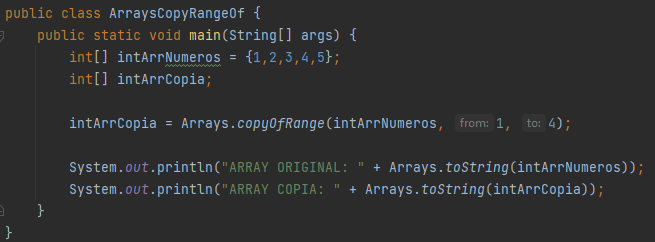 public class ArraysCopyRangeOf {
    public static void main(String[] args) {
        int[] intArrNumeros = {1,2,3,4,5};
        int[] intArrCopia;

        intArrCopia = Arrays.copyOfRange(intArrNumeros, from: 1, to: 4);

        System.out.println("ARRAY ORIGINAL: " + Arrays.toString(intArrNumeros));
        System.out.println("ARRAY COPIA: " + Arrays.toString(intArrCopia));
    }
}